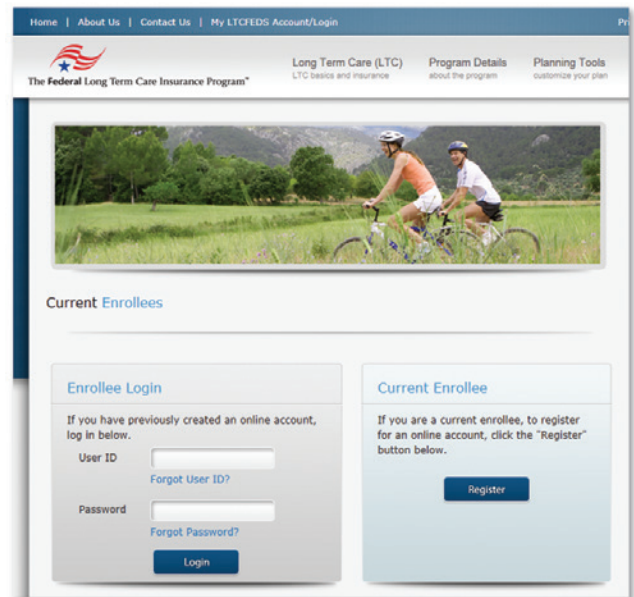 Home | About Us | Contact Us | My LTCFEDS Account/Login
The Federal Long Term Care Insurance Program
Long Term Care (LTC)
LTC basics and insurance
Program Details
about the program
Planning Tools
customize your plan
Current Enrollees
Enrollee Login
If you have previously created an online account,
log in below.
User ID
Forgot User ID?
Password
Forgot Password?
Login
Current Enrollee
If you are a current enrollee, to register
for an online account, click the "Register"
button below.
Register